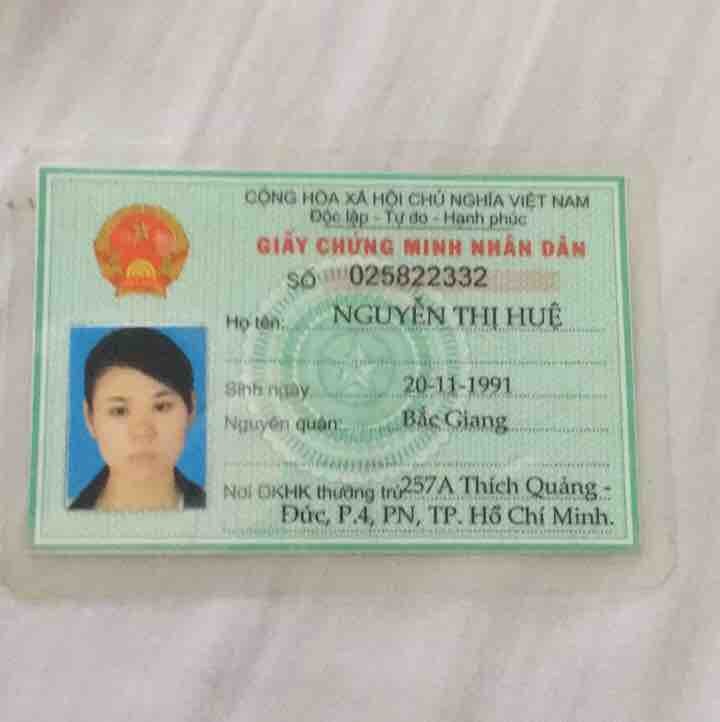 CỘNG HÒA XÃ HỘI CHỦ NGHĨA VIỆT NAM
Độc lập - Tự do - Hạnh phúc
GIẤY CHỨNG MINH NHÂN DÂN
SỐ 025822332
Họ tên: NGUYỄN THỊ HUỆ
Sinh ngày 20-11-1991
Nguyên quán: Bắc Giang
Nơi ĐKHK thường trú 257A Thích Quảng -
Đức, P.4, PN, TP. Hồ Chí Minh.